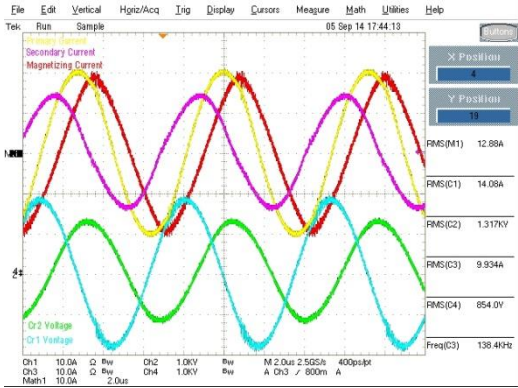 File Edit Vertical Horiz/Acq Trig Display Cursors Measure Math Utilities Help
Tek Run Sample 05 Sep 14 17:44:13
Buttons
Primary Current
Secondary Current
Magnetizing Current
X Position
4
Y Position
19
RMS(M1) 12.88A
RMS(C1) 14.08A
RMS(C2) 1.317KV
RMS(C3) 9.934A
RMS(C4) 854.0V
Freq(C3) 138.4KHz
Cr2 Voltage
Cr1 Vontage
Ch1 10.0A Ω Bw Ch2 1.0KV Bw M 2.0us 2.5GS/s 400ps/pt
Ch3 10.0A Ω Bw Ch4 1.0KV Bw A Ch3 / 800m A
Math1 10.0A 2.0us